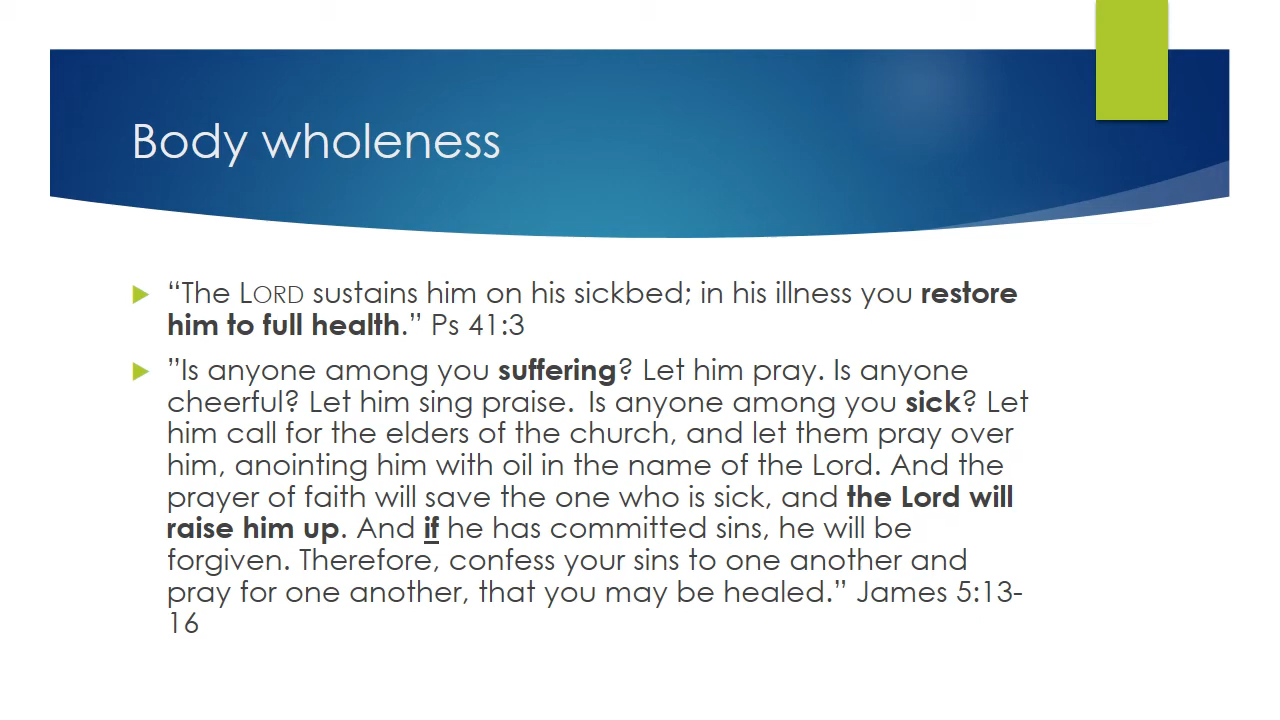 Body wholeness
“The LORD sustains him on his sickbed; in his illness you restore
him to full health.” Ps 41:3
”Is anyone among you suffering? Let him pray. Is anyone
cheerful? Let him sing praise. Is anyone among you sick? Let
him call for the elders of the church, and let them pray over
him, anointing him with oil in the name of the Lord. And the
prayer of faith will save the one who is sick, and the Lord will
raise him up. And if he has committed sins, he will be
forgiven. Therefore, confess your sins to one another and
pray for one another, that you may be healed.” James 5:13-
16